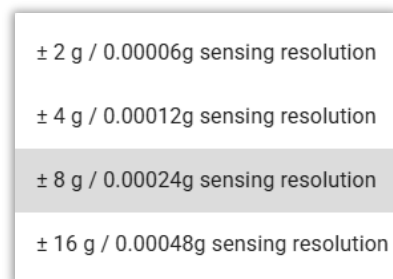 ± 2 g / 0.00006g sensing resolution
± 4 g / 0.00012g sensing resolution
± 8 g / 0.00024g sensing resolution
± 16 g / 0.00048g sensing resolution